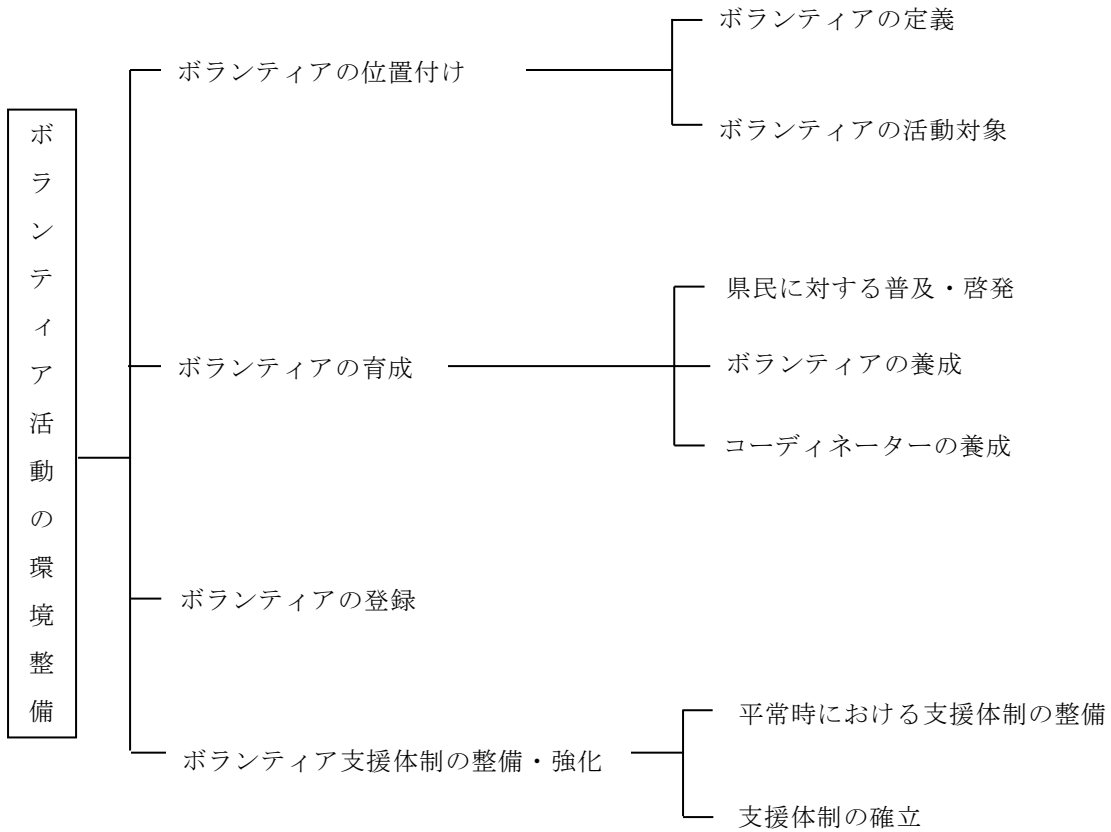 ボランティア活動の環境整備
ボランティアの位置付け
ボランティアの定義
ボランティアの活動対象
ボランティアの育成
県民に対する普及・啓発
ボランティアの養成
コーディネーターの養成
ボランティアの登録
ボランティア支援体制の整備・強化
平常時における支援体制の整備
支援体制の確立